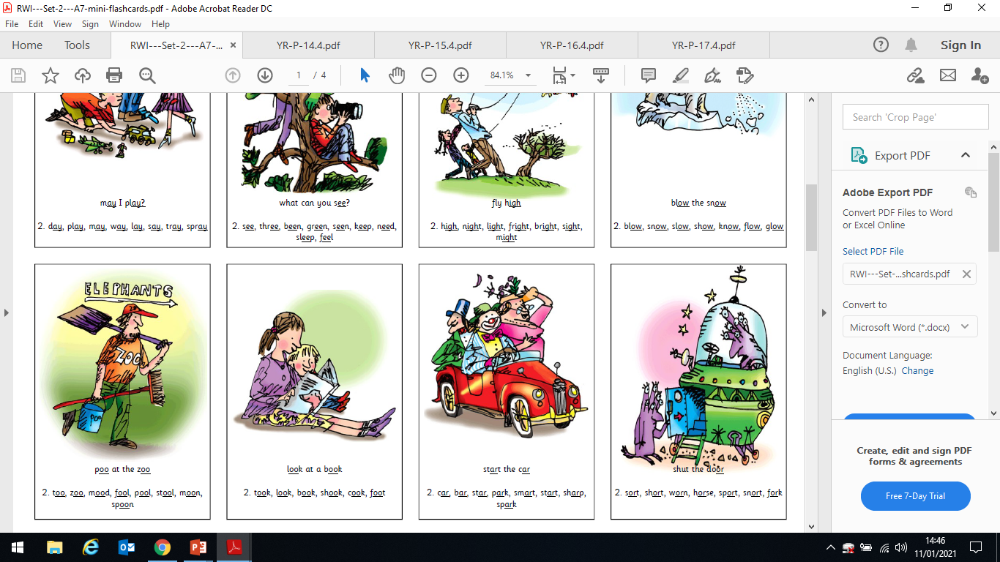 RWI---Set-2---A7-mini-flashcards.pdf - Adobe Acrobat Reader DC
File Edit View Sign Window Help
Home Tools RWI---Set-2---A7-... × YR-P-14.4.pdf YR-P-15.4.pdf YR-P-16.4.pdf YR-P-17.4.pdf Sign In
1 / 4 84.1%
Search 'Crop Page'
Export PDF
Adobe Export PDF
Convert PDF Files to Word
or Excel Online
Select PDF File
RWI---Set-...shcards.pdf
Convert to
Microsoft Word (*.docx)
Document Language:
English (U.S.) Change
Create, edit and sign PDF
forms & agreements
Free 7-Day Trial
may I play?
2. day, play, may, way, lay, say, tray, spray
what can you see?
2. see, three, been, green, seen, keep, need,
sleep, feel
fly high
2. high, night, light, fright, bright, sight,
might
blow the snow
2. blow, snow, slow, show, know, flow, glow
ELEPHANTS
ZOO
poo
poo at the zoo
2. too, zoo, mood, fool, pool, stool, moon,
spoon
look at a book
2. took, look, book, shook, cook, foot
start the car
2. car, bar, star, park, smart, start, sharp,
spark
shut the door
2. sort, short, worn, horse, sport, snort, fork
14:46
11/01/2021